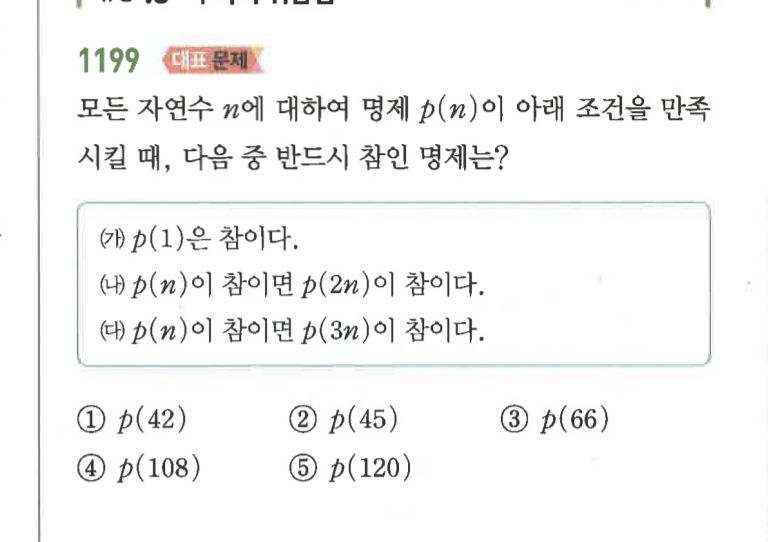 1199 대표 문제
모든 자연수 n에 대하여 명제 p(n)이 아래 조건을 만족
시킬 때, 다음 중 반드시 참인 명제는?
㈎ p(1)은 참이다.
㈏ p(n)이 참이면 p(2n)이 참이다.
㈐ p(n)이 참이면 p(3n)이 참이다.
① p(42) ② p(45) ③ p(66)
④ p(108) ⑤ p(120)